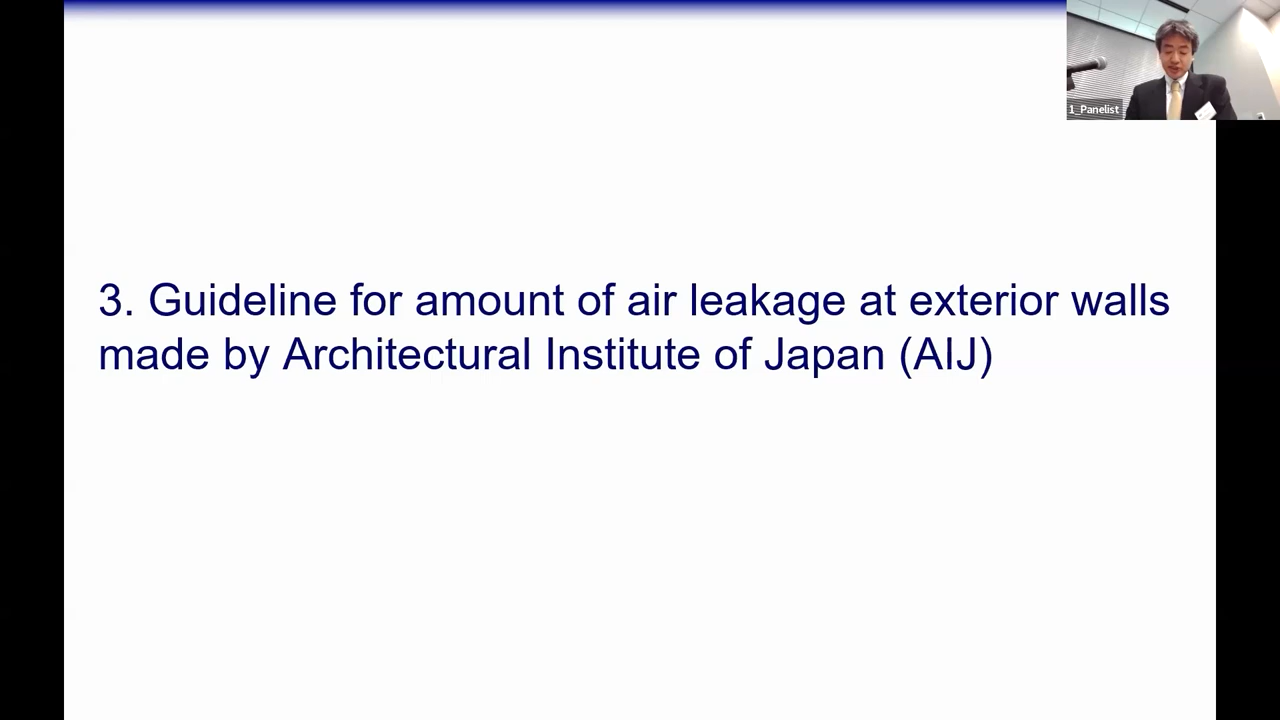 1_Panelist
3. Guideline for amount of air leakage at exterior walls
made by Architectural Institute of Japan (AIJ)